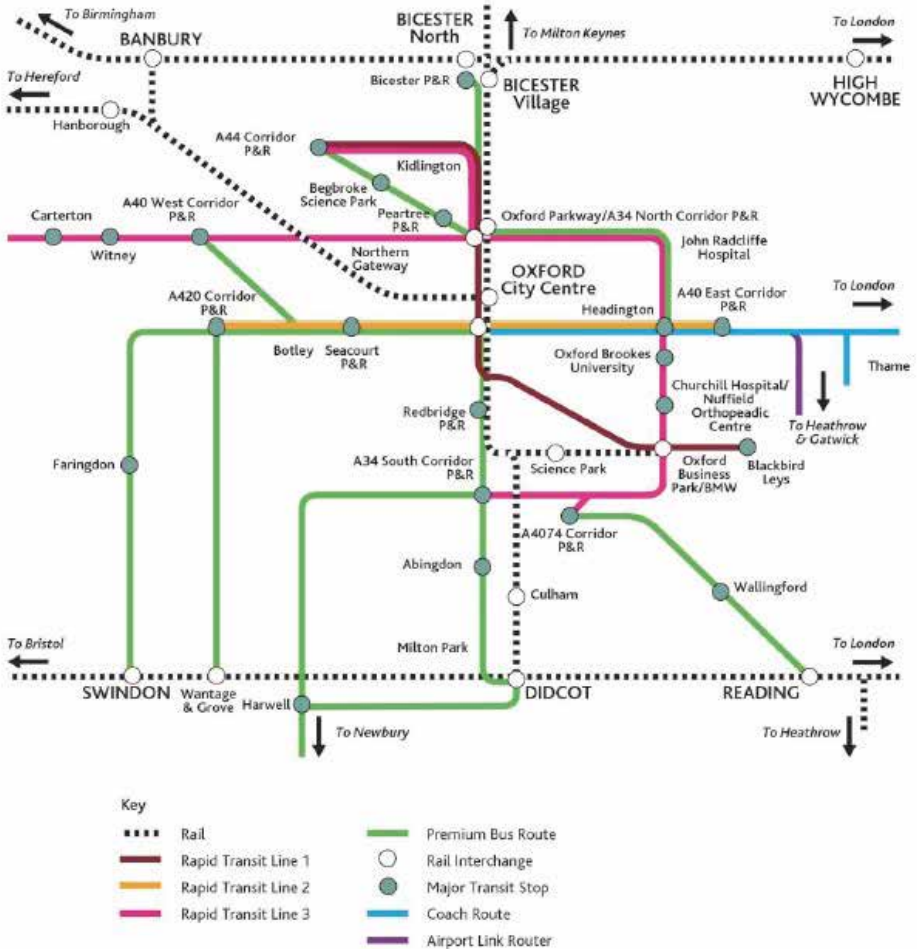 To Birmingham
BICESTER
North
To Milton Keynes
To London
BANBURY
Bicester P&R
BICESTER
Village
HIGH
WYCOMBE
To Hereford
Hanborough
A44 Corridor
P&R
Kidlington
Begbroke
Science Park
Peartree
P&R
Oxford Parkway/A34 North Corridor P&R
Carterton
A40 West Corridor
P&R
Witney
Northern
Gateway
John Radcliffe
Hospital
OXFORD
City Centre
A420 Corridor
P&R
Headington
A40 East Corridor
P&R
To London
Botley
Seacourt
P&R
Oxford Brookes
University
Thame
Redbridge
P&R
Churchill Hospital/
Nuffield
Orthopeadic
Centre
To Heathrow
& Gatwick
Faringdon
A34 South Corridor
P&R
Science Park
Oxford
Business
Park/BMW
Blackbird
Leys
A4074 Corridor
P&R
Abingdon
Culham
Wallingford
To Bristol
Milton Park
To London
SWINDON
Wantage
& Grove
Harwell
DIDCOT
READING
To Newbury
To Heathrow
Key
Rail
Rapid Transit Line 1
Rapid Transit Line 2
Rapid Transit Line 3
Premium Bus Route
Rail Interchange
Major Transit Stop
Coach Route
Airport Link Router